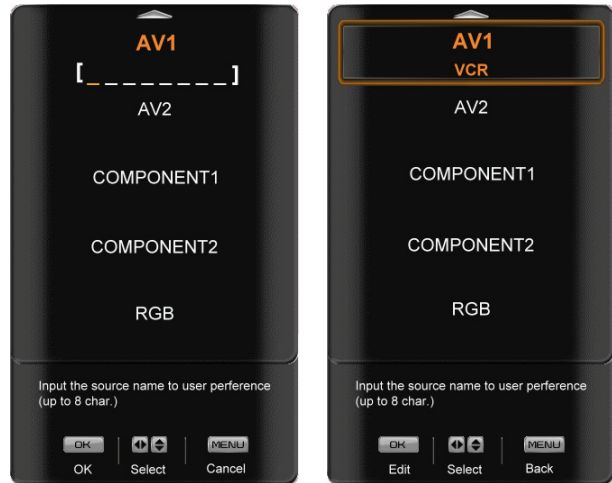 AV1
[_ _ _ _ _ _ _ _]
AV2
COMPONENT1
COMPONENT2
RGB
Input the source name to user perference
(up to 8 char.)
OK
MENU
OK
Select
Cancel
AV1
VCR
AV2
COMPONENT1
COMPONENT2
RGB
Input the source name to user perference
(up to 8 char.)
OK
MENU
Edit
Select
Back